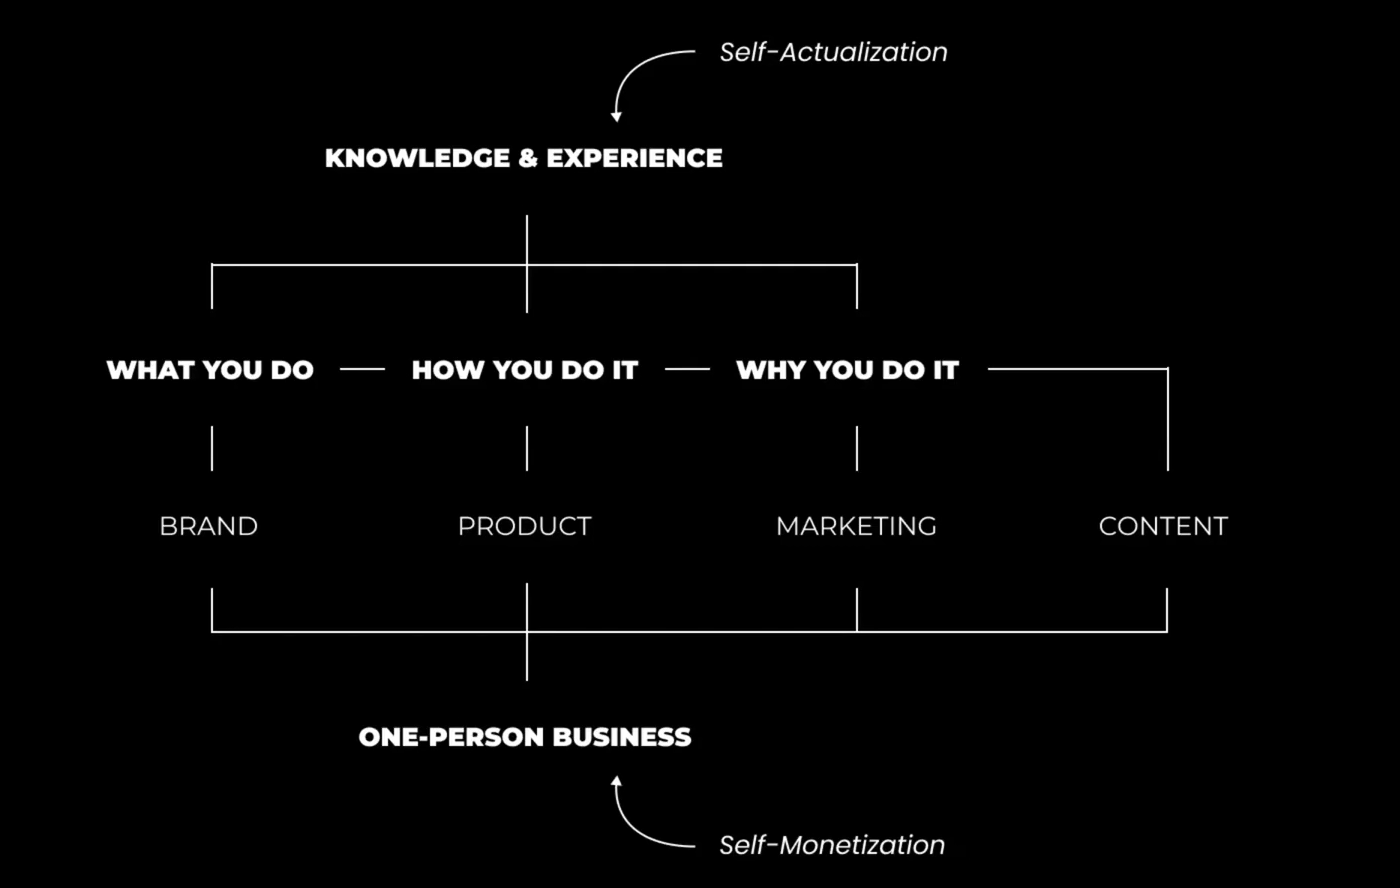 Self-Actualization
KNOWLEDGE & EXPERIENCE
WHAT YOU DO
HOW YOU DO IT
WHY YOU DO IT
BRAND
PRODUCT
MARKETING
CONTENT
ONE-PERSON BUSINESS
Self-Monetization